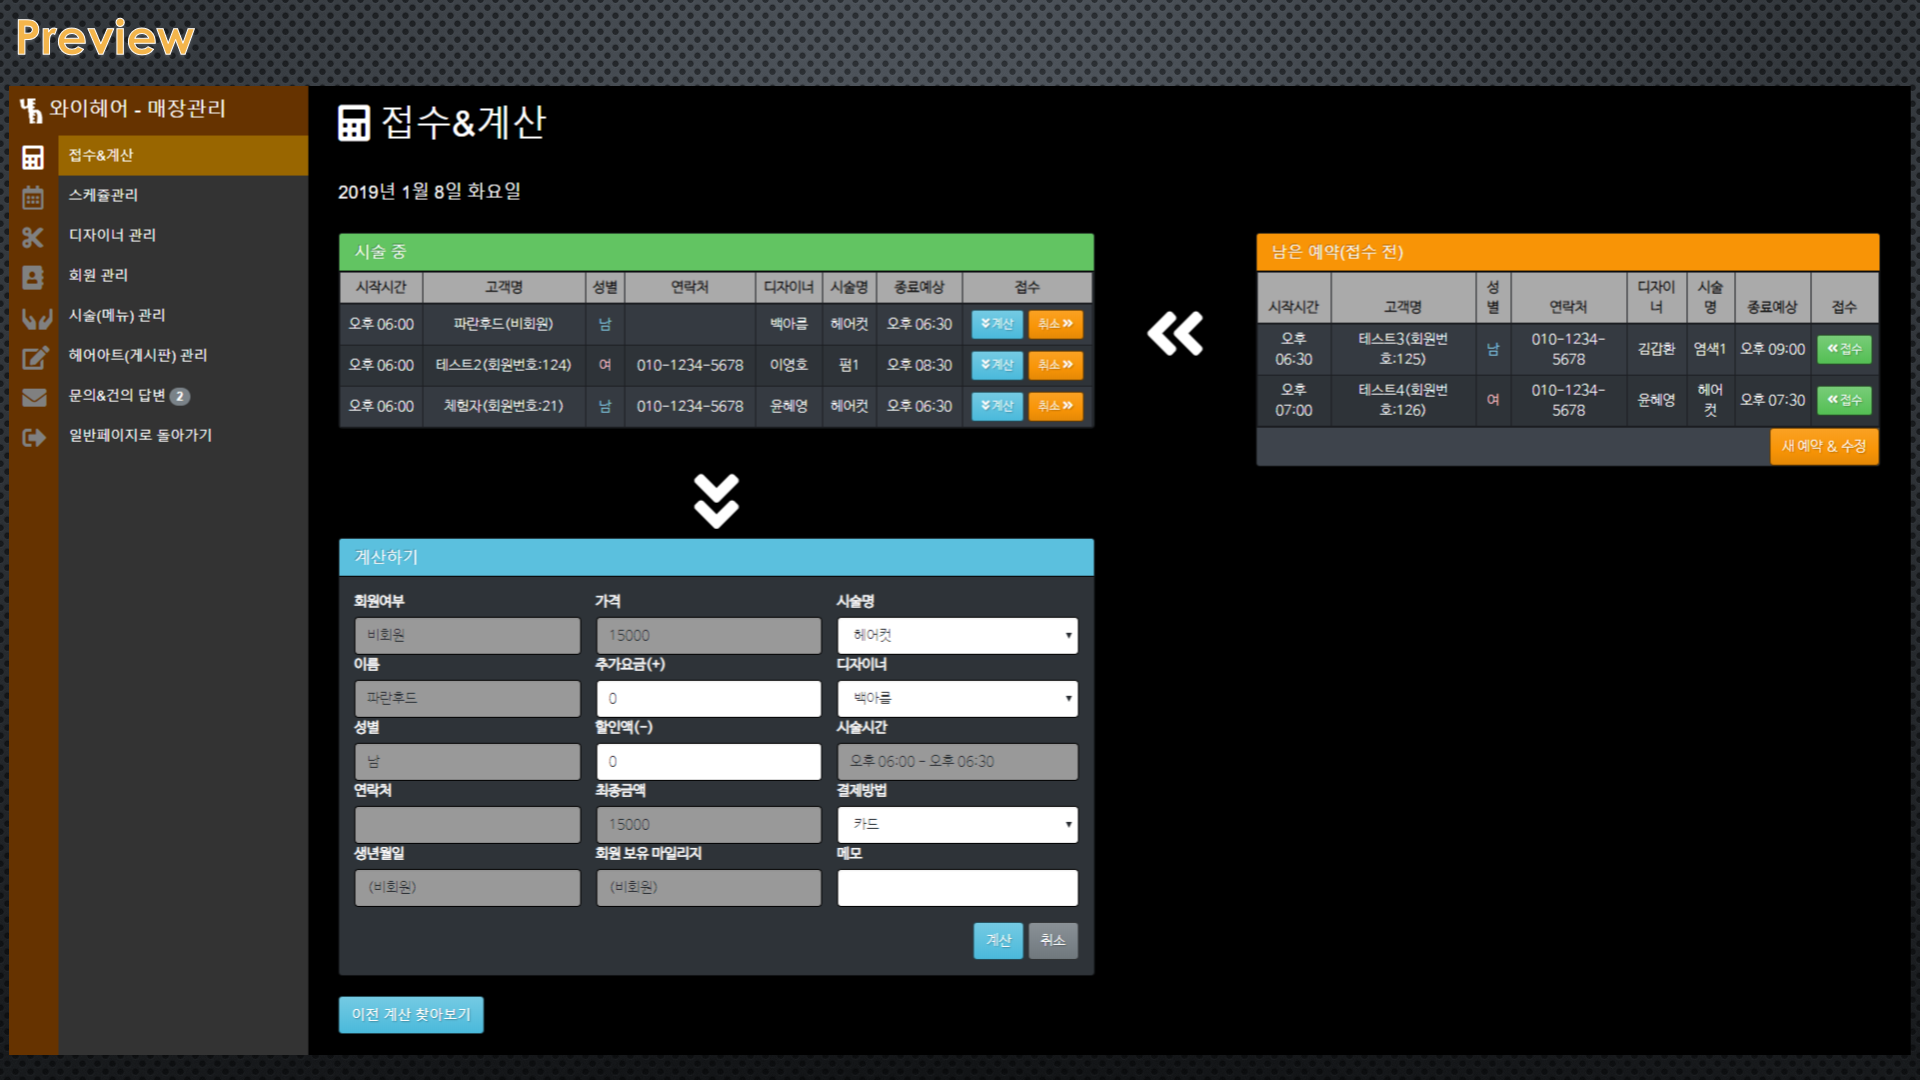 Preview
와이헤어 - 매장관리
접수&계산
스케쥴관리
디자이너 관리
회원 관리
시술(메뉴) 관리
헤어아트(게시판) 관리
문의&건의 답변 2
일반페이지로 돌아가기
접수&계산
2019년 1월 8일 화요일
시술 중
시작시간 고객명 성별 연락처 디자이너 시술명 종료예상 접수
오후 06:00 파란후드(비회원) 남 백아름 헤어컷 오후 06:30 계산 취소
오후 06:00 테스트2(회원번호:124) 여 010-1234-5678 이영호 펌1 오후 08:30 계산 취소
오후 06:00 체험자(회원번호:21) 남 010-1234-5678 윤혜영 헤어컷 오후 06:30 계산 취소
남은 예약(접수 전)
성 디자이 시술
시작시간 고객명 별 연락처 너 명 종료예상 접수
오후 테스트3(회원번 010-1234-
남 김갑환 염색1 오후 09:00 접수
06:30 호:125) 5678
오후 테스트4(회원번 010-1234- 헤어
여 윤혜영 오후 07:30 접수
07:00 호:126) 5678 컷
새 예약 & 수정
계산하기
회원여부 가격 시술명
비회원 15000 헤어컷
이름 추가요금(+) 디자이너
파란후드 0 백아름
성별 할인액(-) 시술시간
남 0 오후 06:00 - 오후 06:30
연락처 최종금액 결제방법
15000 카드
생년월일 회원 보유 마일리지 메모
(비회원) (비회원)
계산 취소
이전 계산 찾아보기